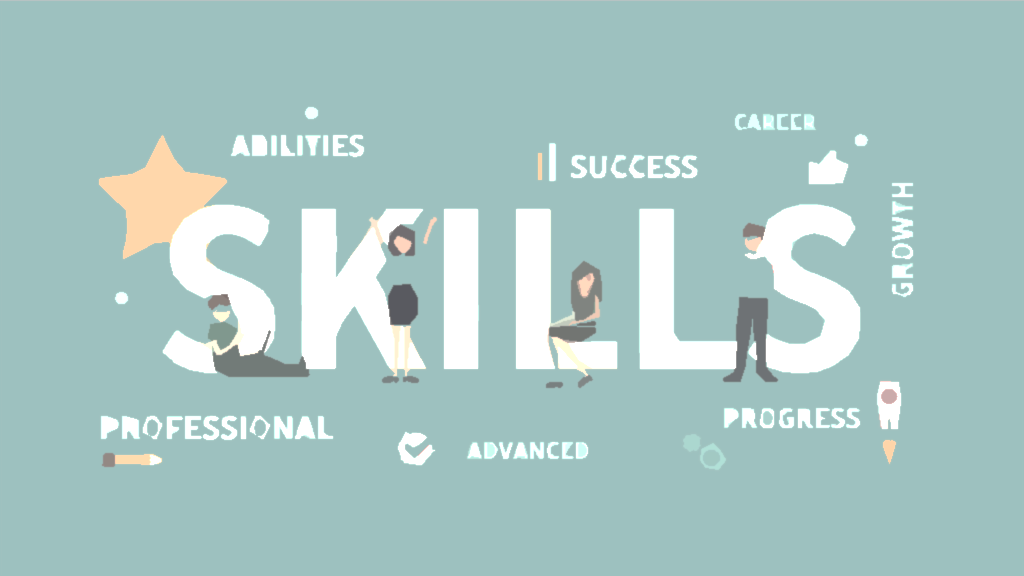 CAREER
ABILITIES
SUCCESS
GROWTH
SKILLS
PROFESSIONAL
PROGRESS
ADVANCED